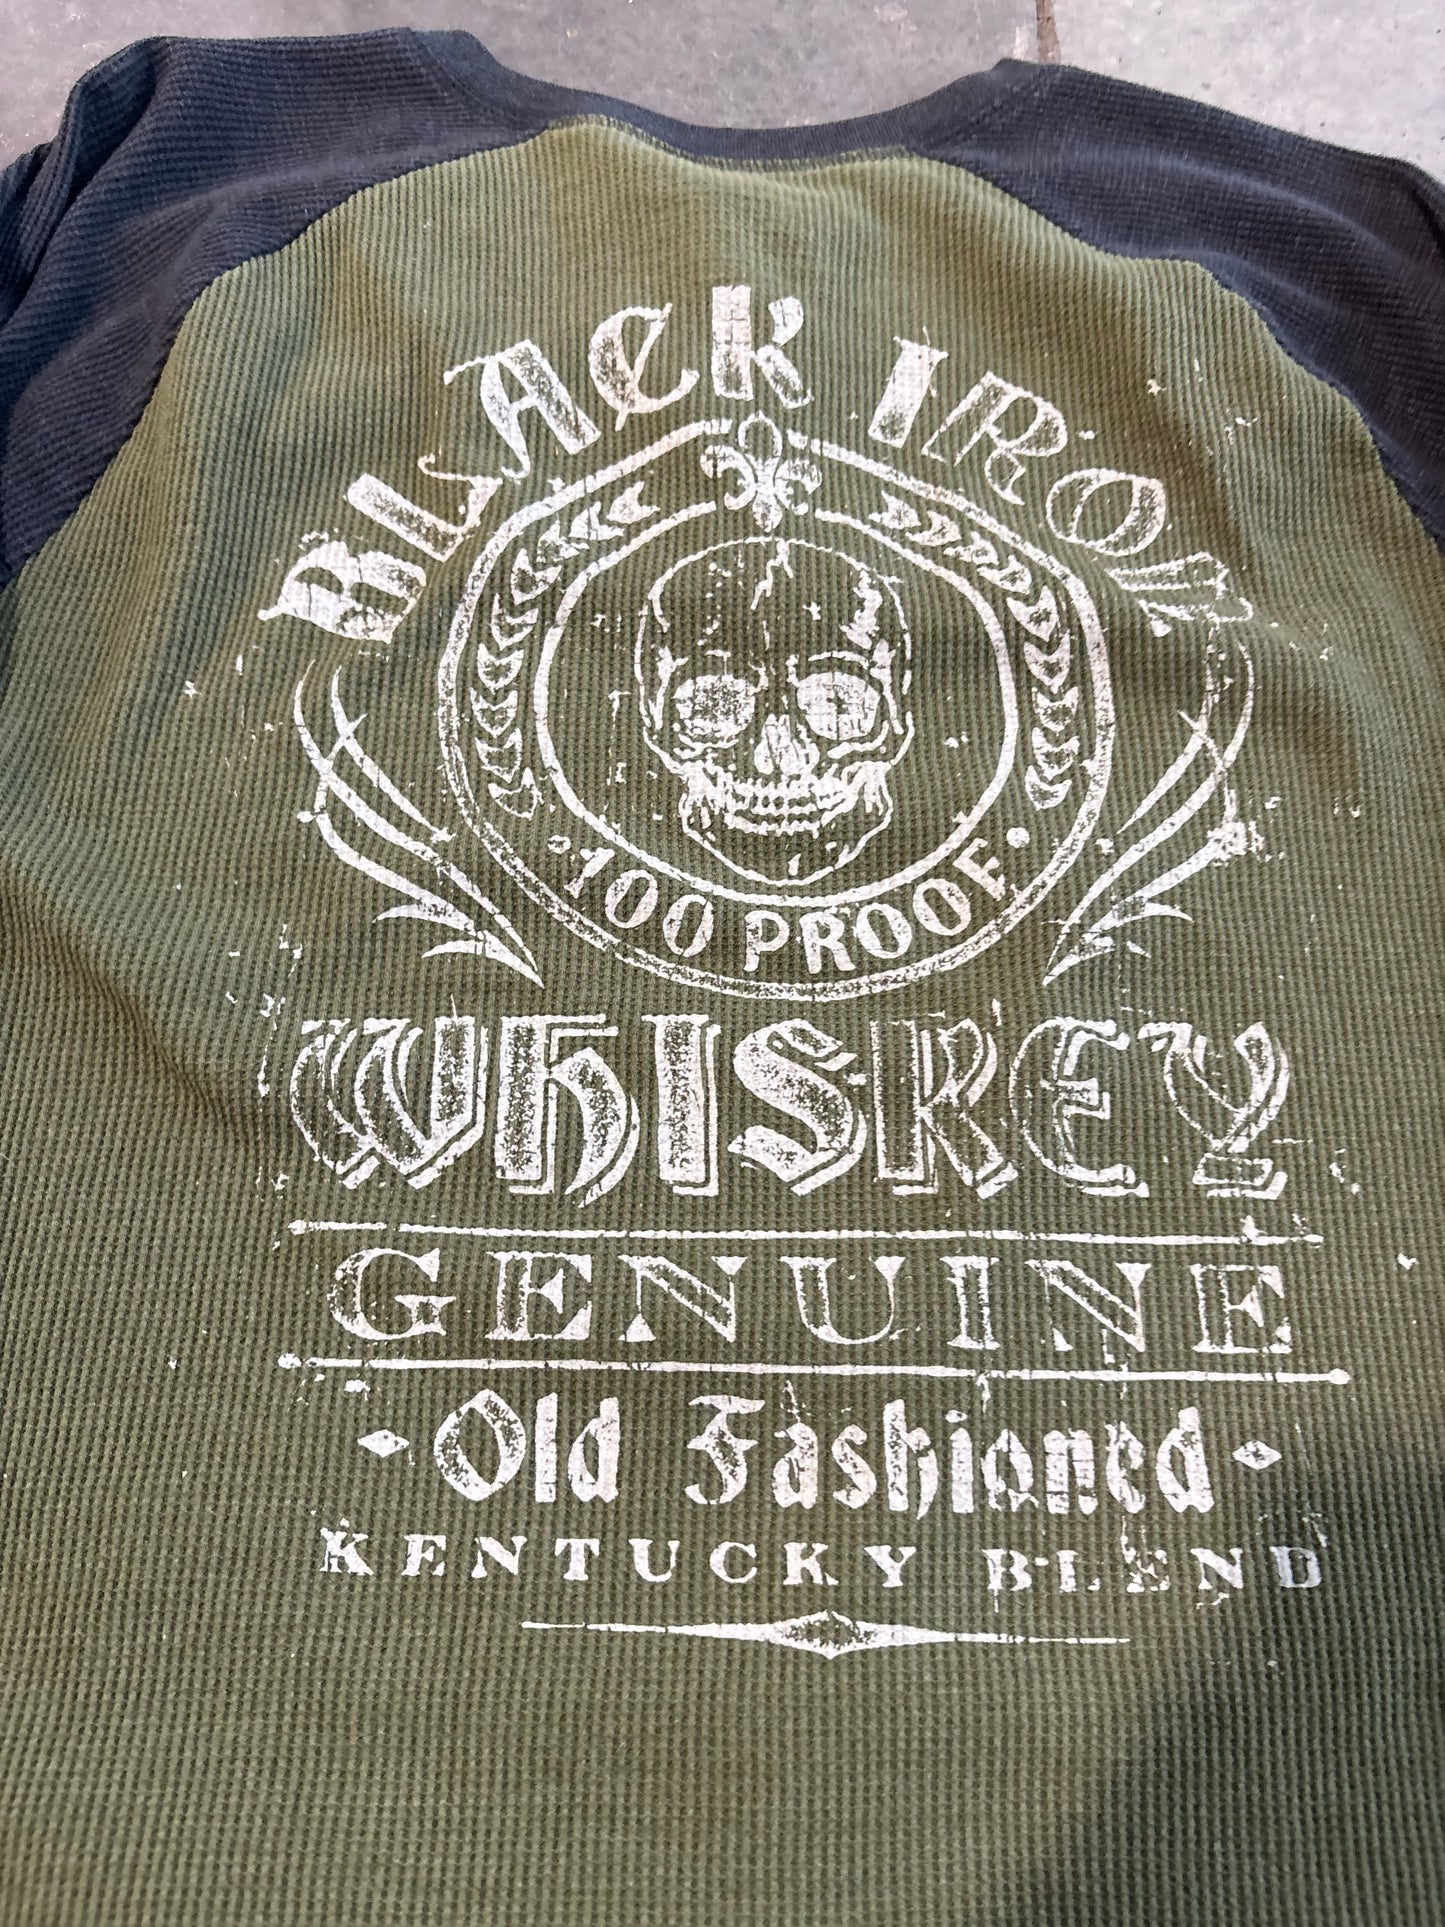 BLACK IRON
100 PROOF
WHISKEY
GENUINE
Old Fashioned
KENTUCKY BLEND